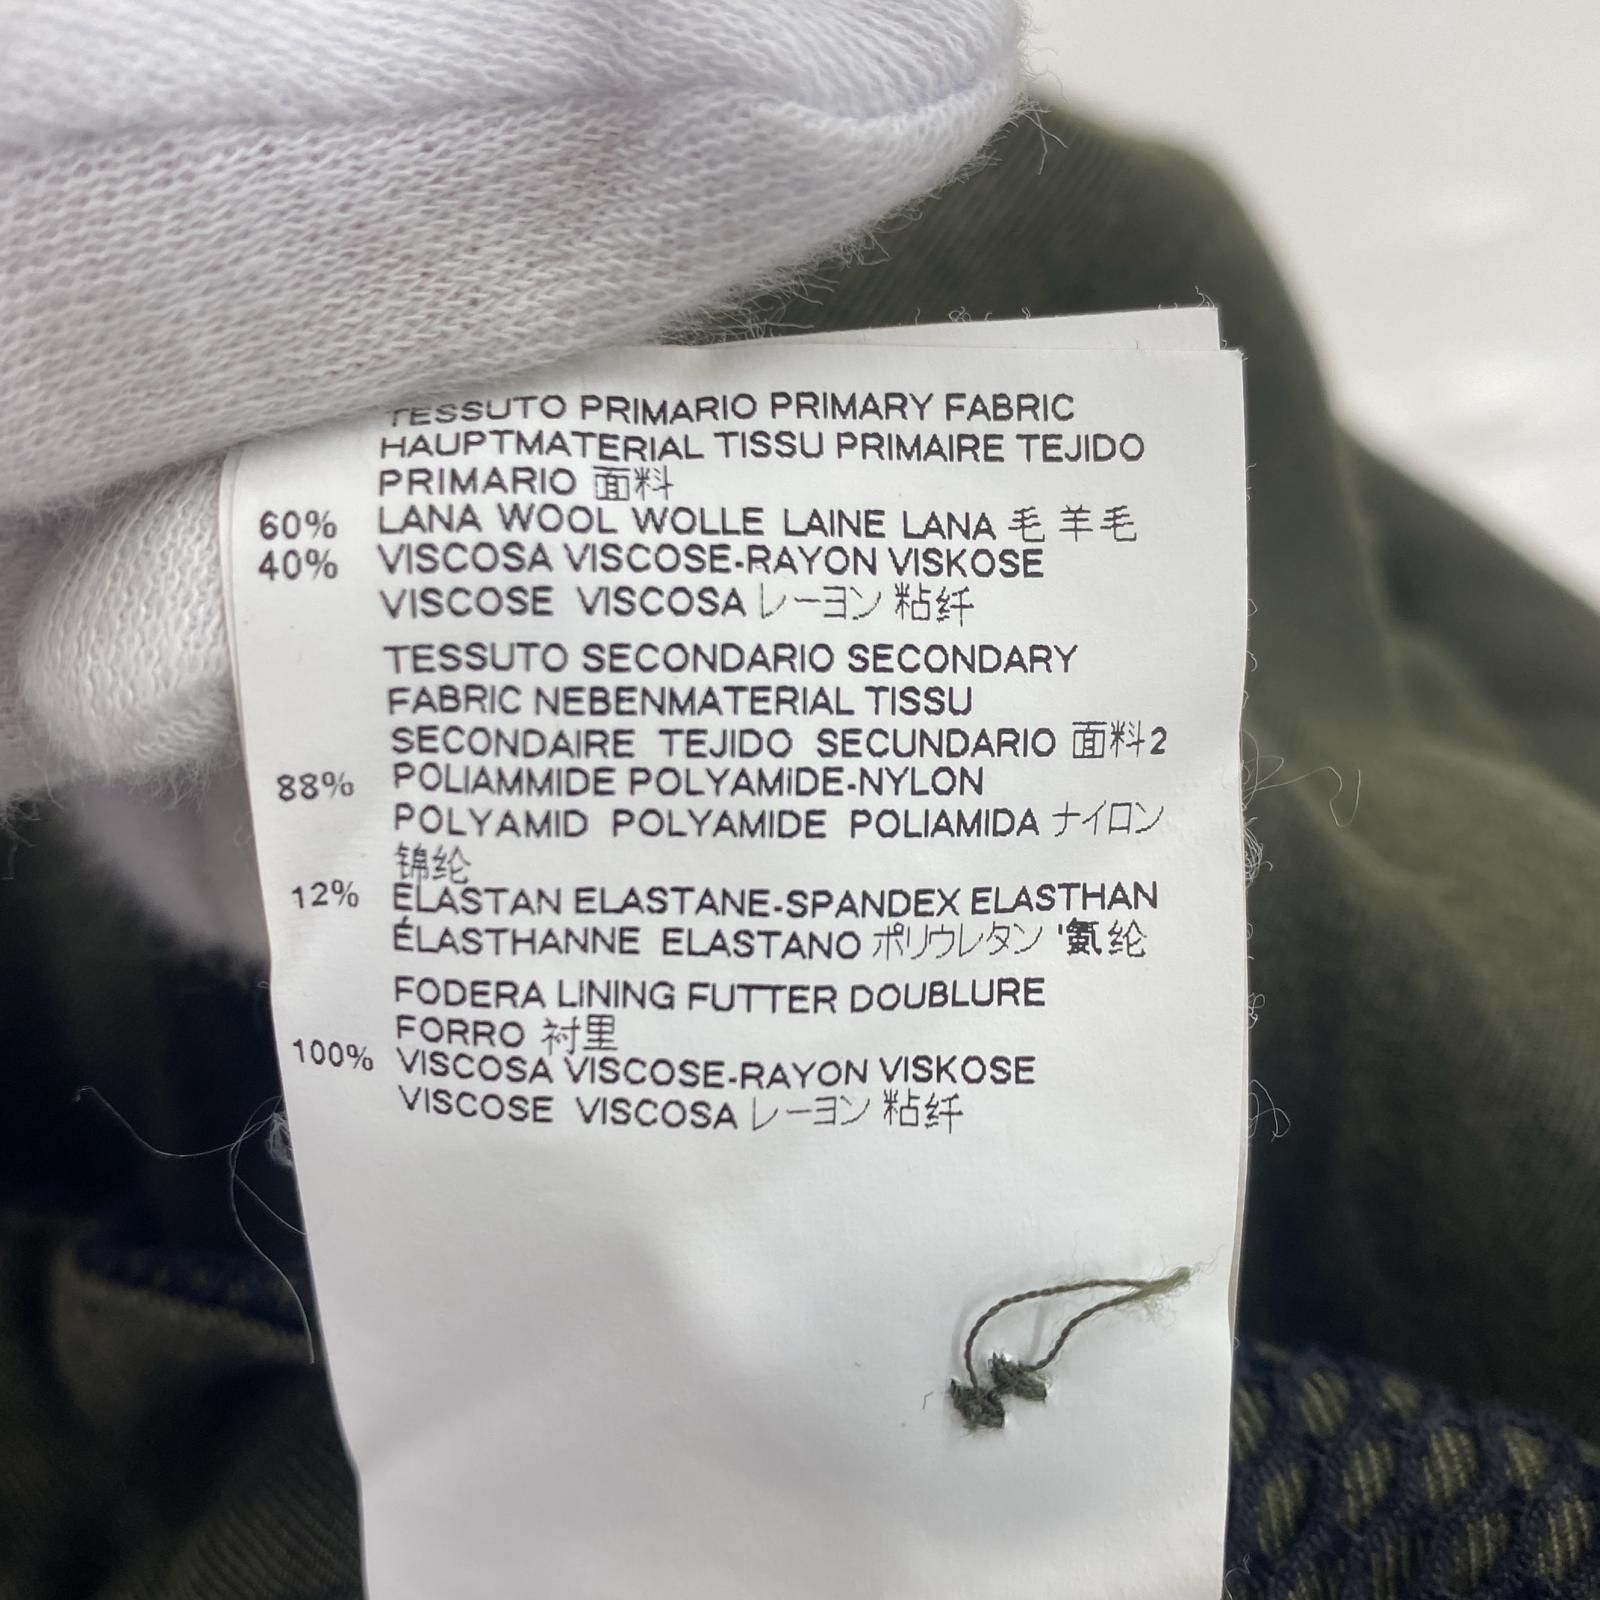 TESSUTO PRIMARIO PRIMARY FABRIC
HAUPTMATERIAL TISSU PRIMAIRE TEJIDO
PRIMARIO 面料
60% LANA WOOL WOLLE LAINE LANA 毛 羊毛
40% VISCOSA VISCOSE-RAYON VISKOSE
VISCOSE VISCOSA レーヨン 粘纤
TESSUTO SECONDARIO SECONDARY
FABRIC NEBENMATERIAL TISSU
SECONDAIRE TEJIDO SECUNDARIO 面料2
88% POLIAMMIDE POLYAMIDE-NYLON
POLYAMID POLYAMIDE POLIAMIDA ナイロン
锦纶
12% ELASTAN ELASTANE-SPANDEX ELASTHAN
ÉLASTHANNE ELASTANO ポリウレタン '氨纶
FODERA LINING FUTTER DOUBLURE
FORRO 衬里
100% VISCOSA VISCOSE-RAYON VISKOSE
VISCOSE VISCOSA レーヨン 粘纤